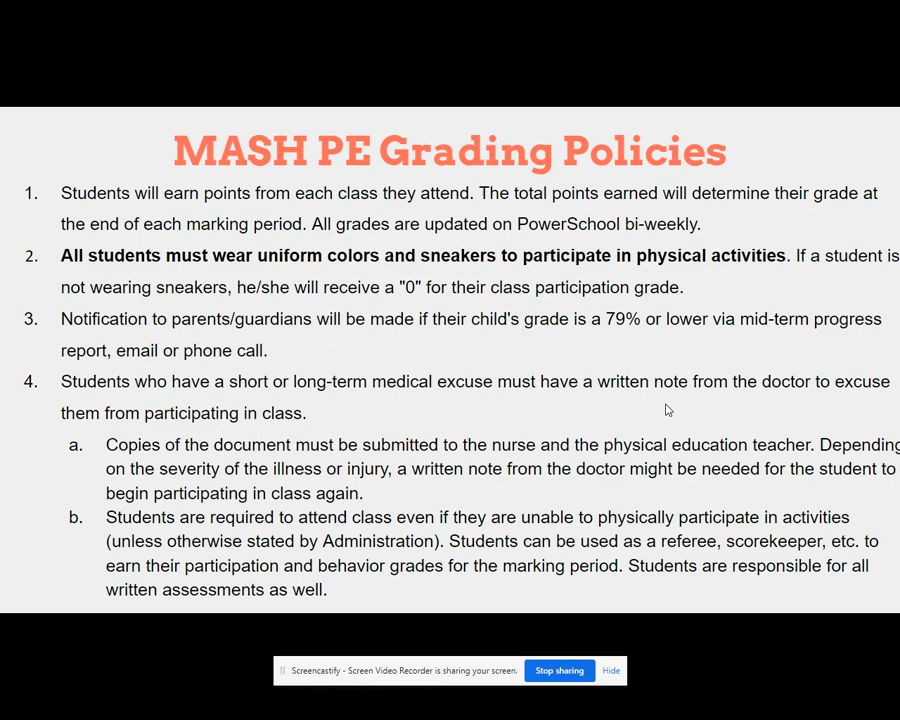 MASH PE Grading Policies
1. Students will earn points from each class they attend. The total points earned will determine their grade at
the end of each marking period. All grades are updated on PowerSchool bi-weekly.
2. All students must wear uniform colors and sneakers to participate in physical activities. If a student is
not wearing sneakers, he/she will receive a "0" for their class participation grade.
3. Notification to parents/guardians will be made if their child's grade is a 79% or lower via mid-term progress
report, email or phone call.
4. Students who have a short or long-term medical excuse must have a written note from the doctor to excuse
them from participating in class.
a. Copies of the document must be submitted to the nurse and the physical education teacher. Depending
on the severity of the illness or injury, a written note from the doctor might be needed for the student to
begin participating in class again.
b. Students are required to attend class even if they are unable to physically participate in activities
(unless otherwise stated by Administration). Students can be used as a referee, scorekeeper, etc. to
earn their participation and behavior grades for the marking period. Students are responsible for all
written assessments as well.
Screencastify - Screen Video Recorder is sharing your screen. Stop sharing Hide